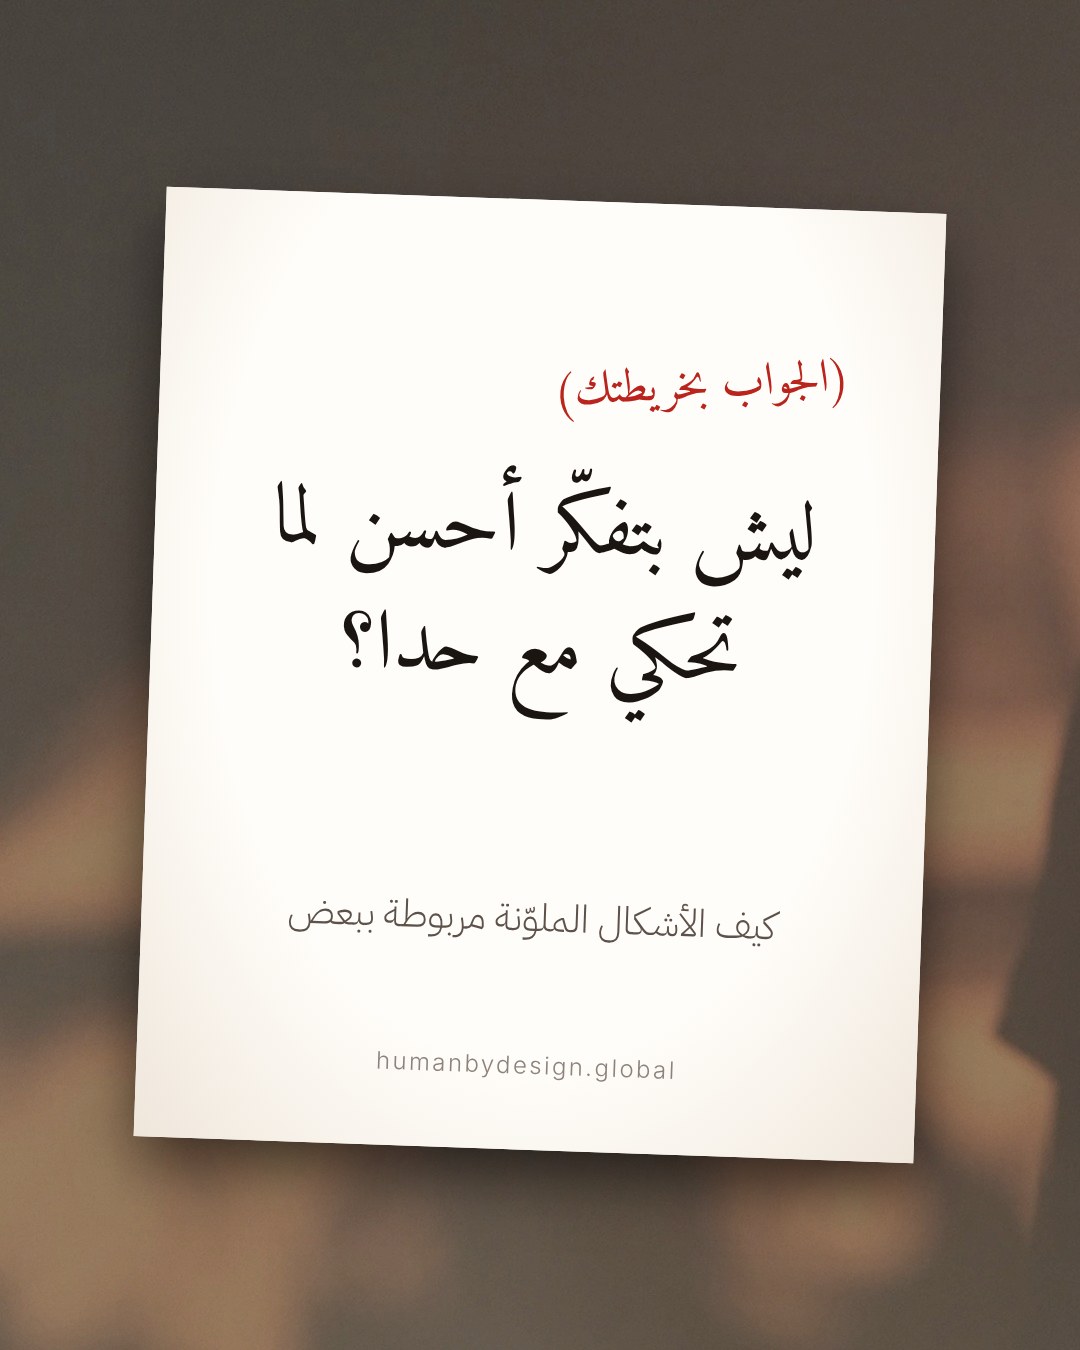 (الجواب بخريطتك)
ليش بتفكّر أحسن لما
تحكي مع حدا؟
كيف الأشكال الملوّنة مربوطة ببعض
humanbydesign.global